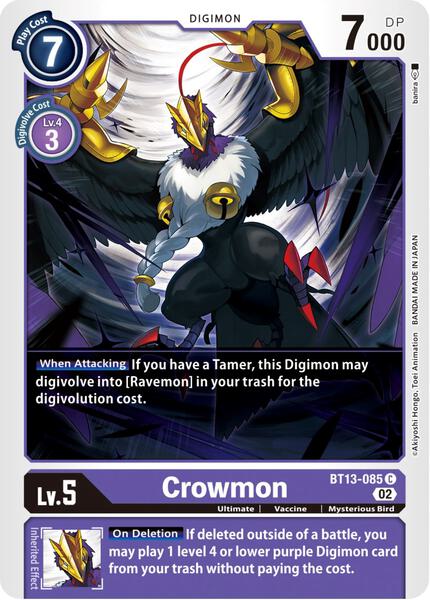 DIGIMON
Play Cost
7
7000
DP
Digivolve Cost
Lv.4
3
banira
©Akiyoshi Hongo, Toei Animation BANDAI MADE IN JAPAN
When Attacking If you have a Tamer, this Digimon may
digivolve into [Ravemon] in your trash for the
digivolution cost.
Lv.5
Crowmon
BT13-085 C
02
Ultimate | Vaccine | Mysterious Bird
Inherited Effect
On Deletion If deleted outside of a battle, you
may play 1 level 4 or lower purple Digimon card
from your trash without paying the cost.